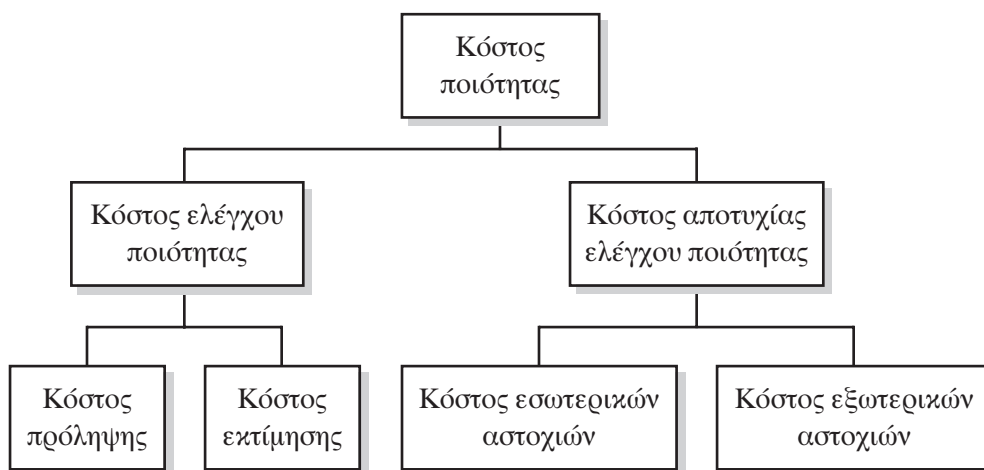 Κόστος
ποιότητας
Κόστος ελέγχου
ποιότητας
Κόστος αποτυχίας
ελέγχου ποιότητας
Κόστος
πρόληψης
Κόστος
εκτίμησης
Κόστος εσωτερικών
αστοχιών
Κόστος εξωτερικών
αστοχιών